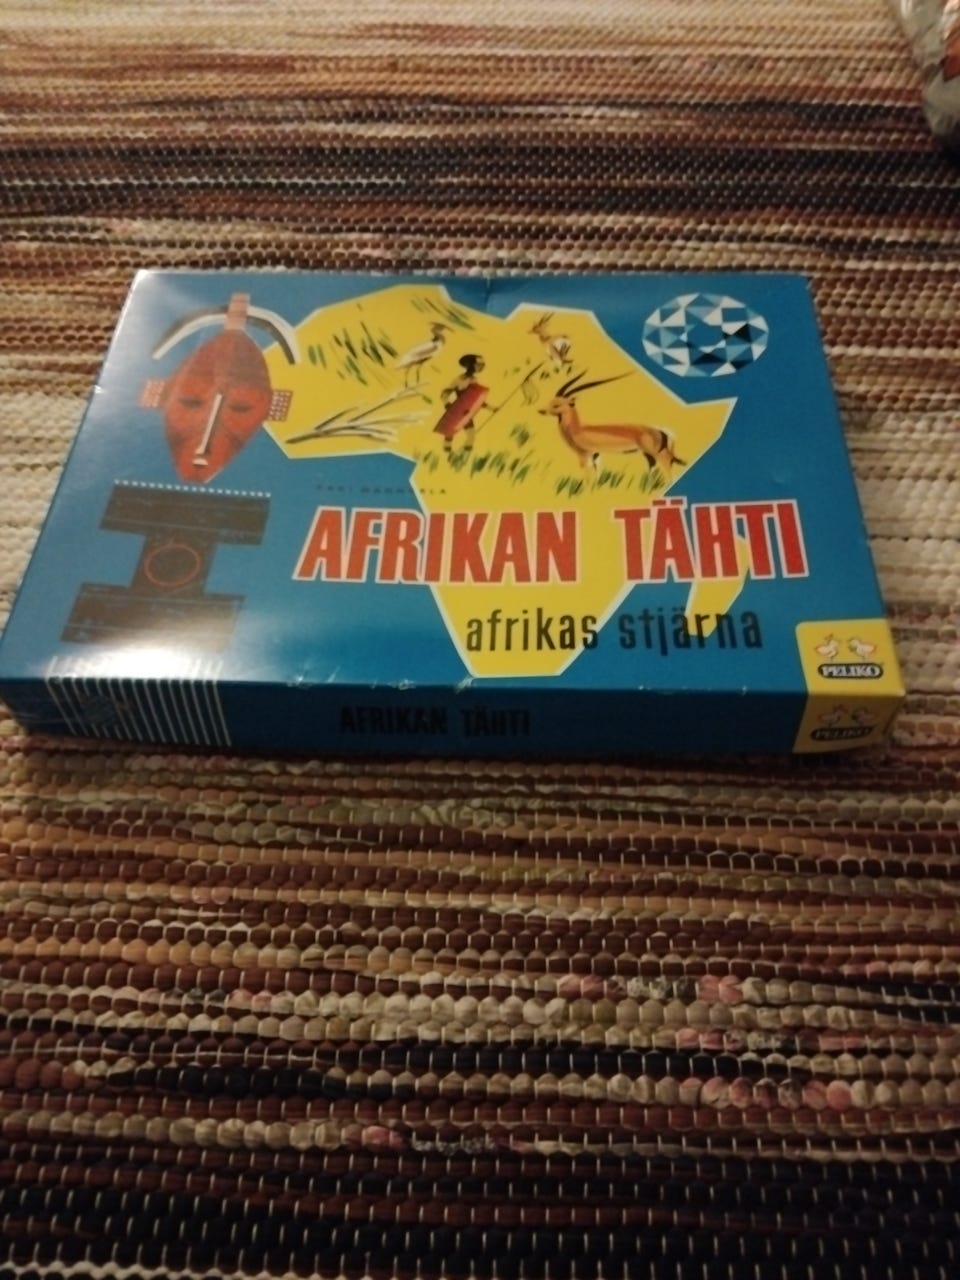 AFRIKAN TÄHTI
afrikas stjärna
PELIKO
AFRIKAN TÄHTI
PELIKO